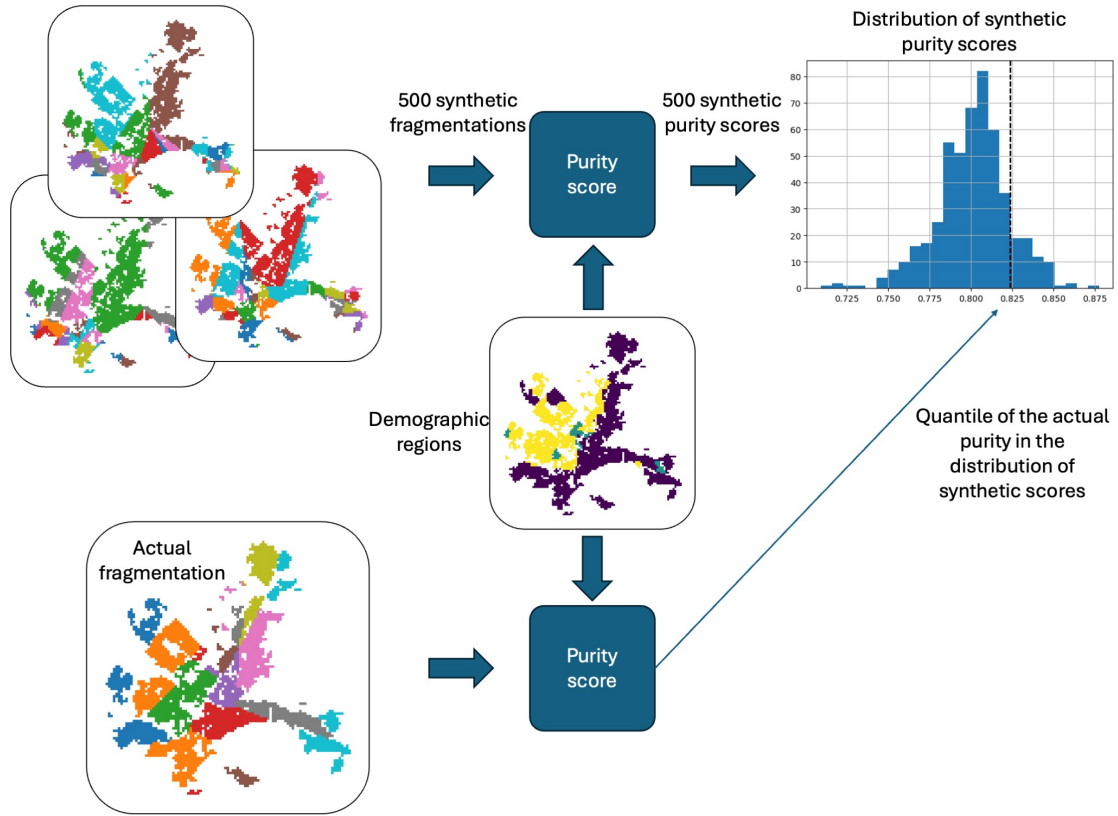 Distribution of synthetic
purity scores
500 synthetic
fragmentations
500 synthetic
purity scores
Purity
score
80
70
60
50
40
30
20
10
0
0.725
0.750
0.775
0.800
0.825
0.850
0.875
Demographic
regions
Quantile of the actual
purity in the
distribution of
synthetic scores
Actual
fragmentation
Purity
score